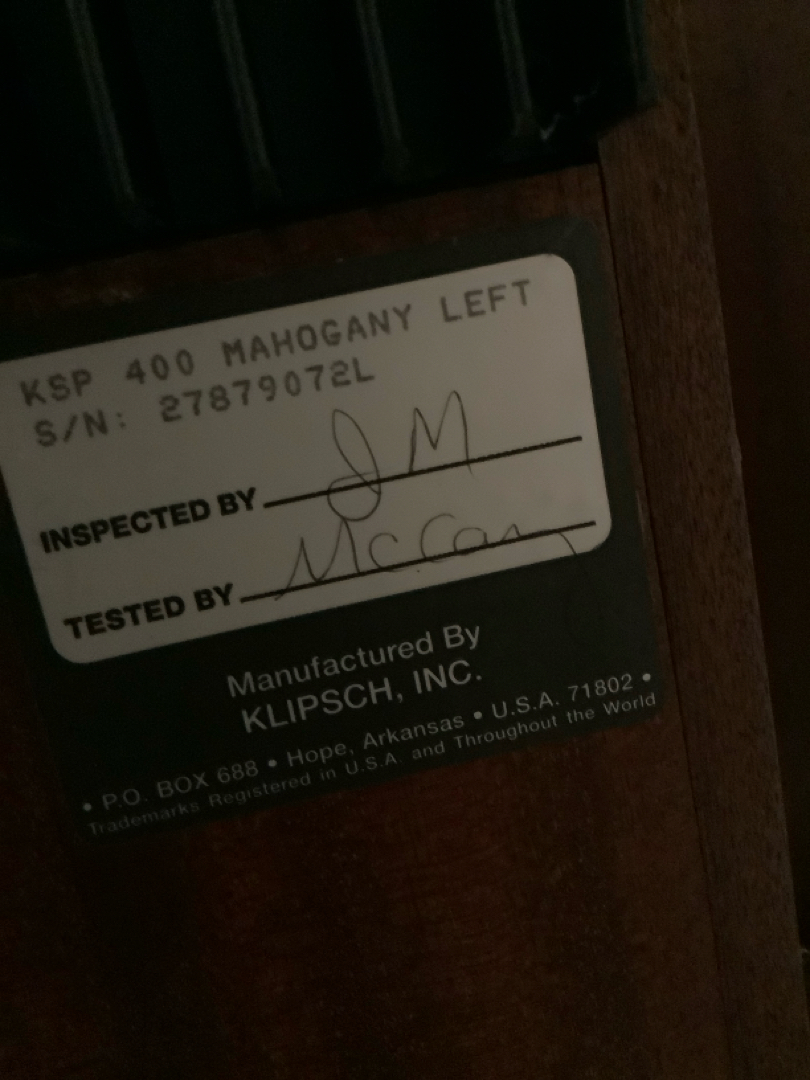 KSP 400 MAHOGANY LEFT
S/N: 27879072L
INSPECTED BY JM
TESTED BY
Manufactured By
KLIPSCH, INC.
• P.O. BOX 688 • Hope, Arkansas • U.S.A. 71802 •
Trademarks Registered in U.S.A. and Throughout the World